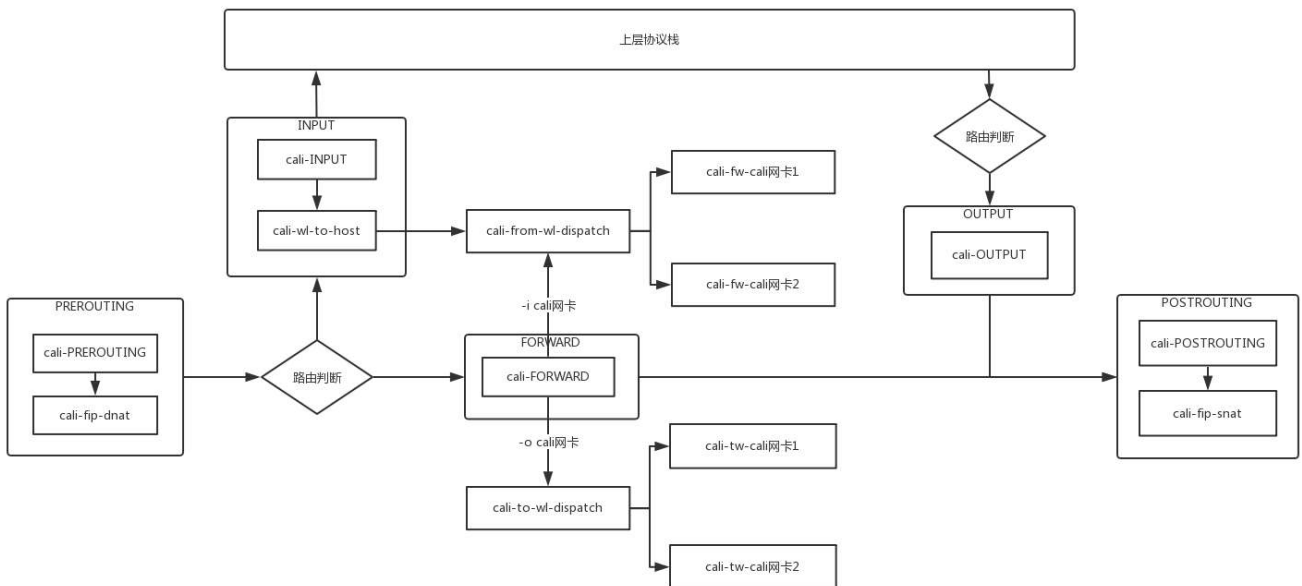 上层协议栈
INPUT
cali-INPUT
cali-wl-to-host
cali-from-wl-dispatch
cali-fw-cali网卡1
cali-fw-cali网卡2
路由判断
OUTPUT
cali-OUTPUT
PREROUTING
cali-PREROUTING
cali-fip-dnat
路由判断
-i cali网卡
FORWARD
cali-FORWARD
-o cali网卡
cali-to-wl-dispatch
cali-tw-cali网卡1
cali-tw-cali网卡2
POSTROUTING
cali-POSTROUTING
cali-fip-snat